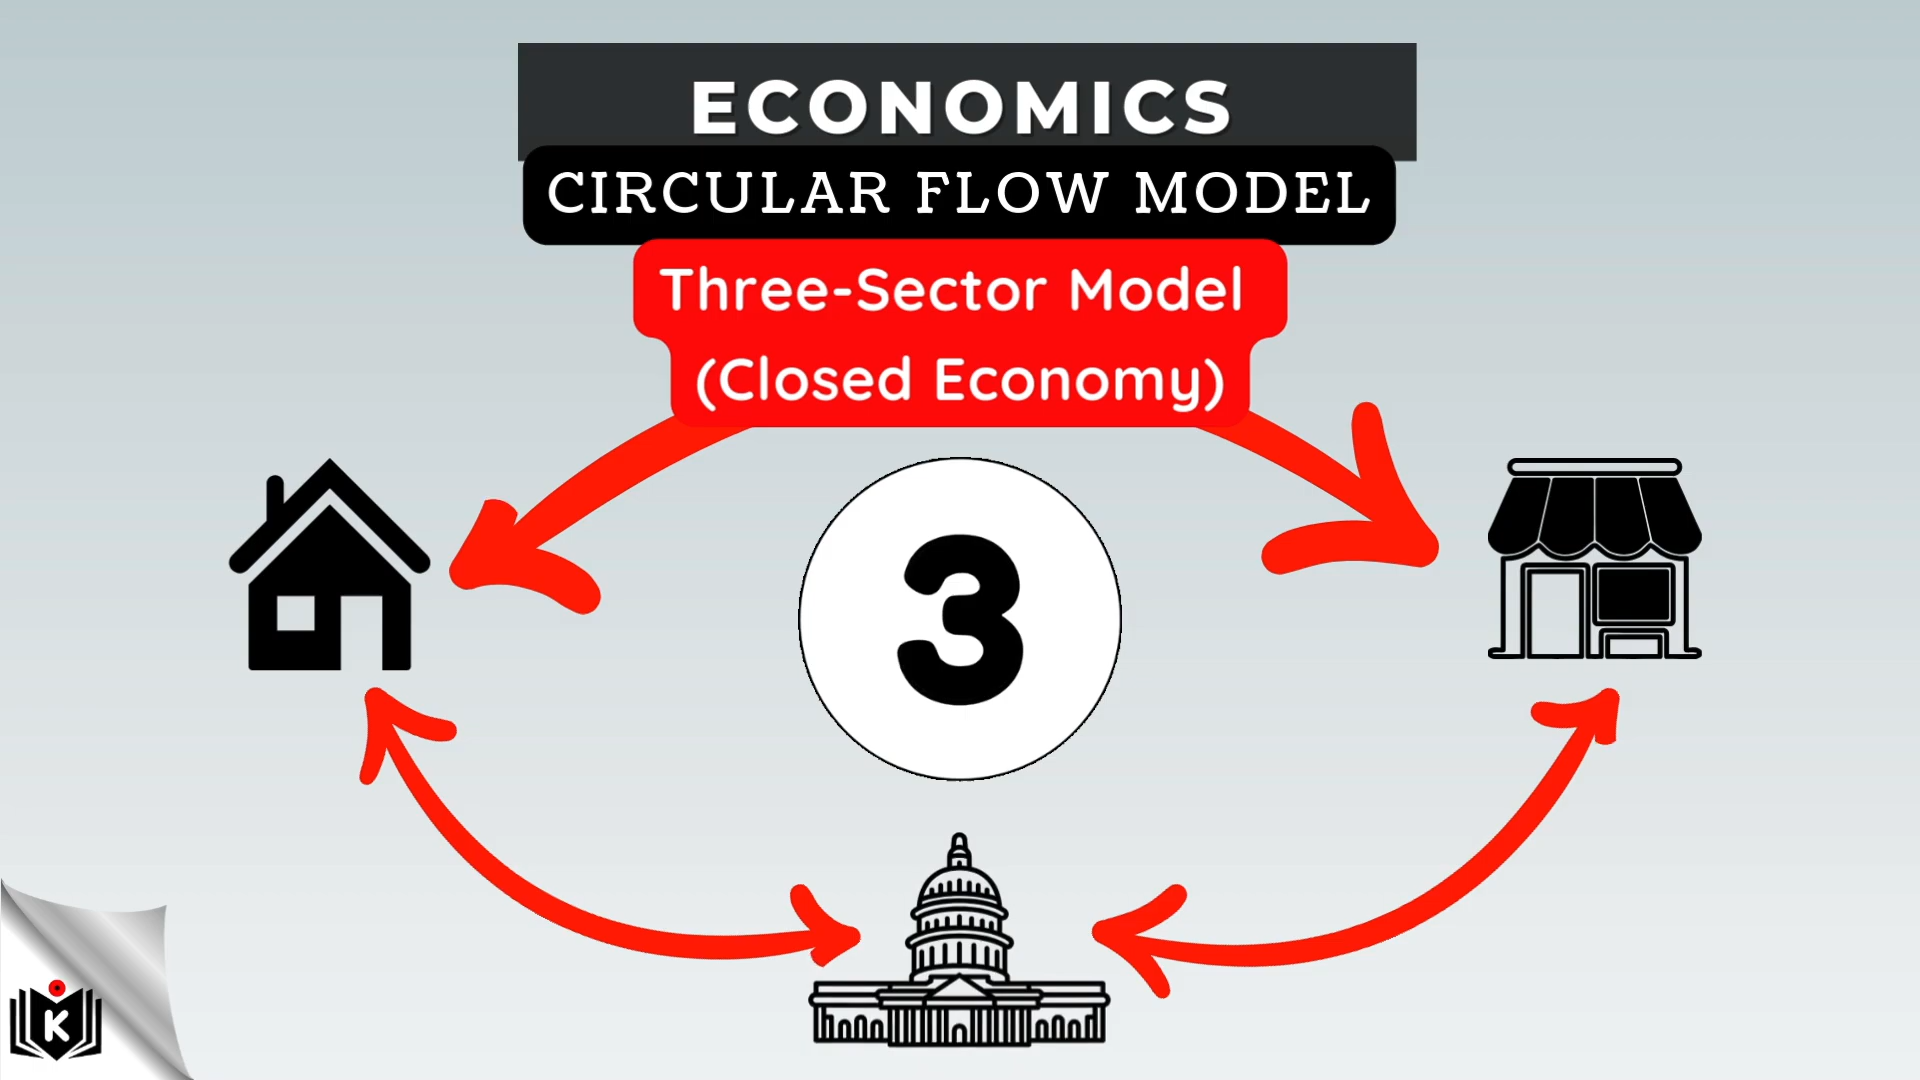 ECONOMICS
CIRCULAR FLOW MODEL
Three-Sector Model
(Closed Economy)
3
K